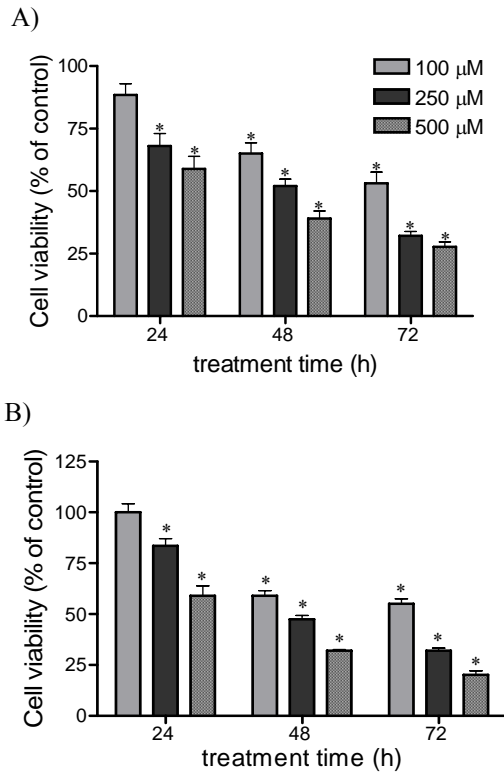 A)
100 μM
250 μM
500 μM
Cell viability (% of control)
100
75
50
25
0
* * * * * * * *
24 48 72
treatment time (h)
B)
Cell viability (% of control)
125
100
75
50
25
0
* * * * * * * *
24 48 72
treatment time (h)